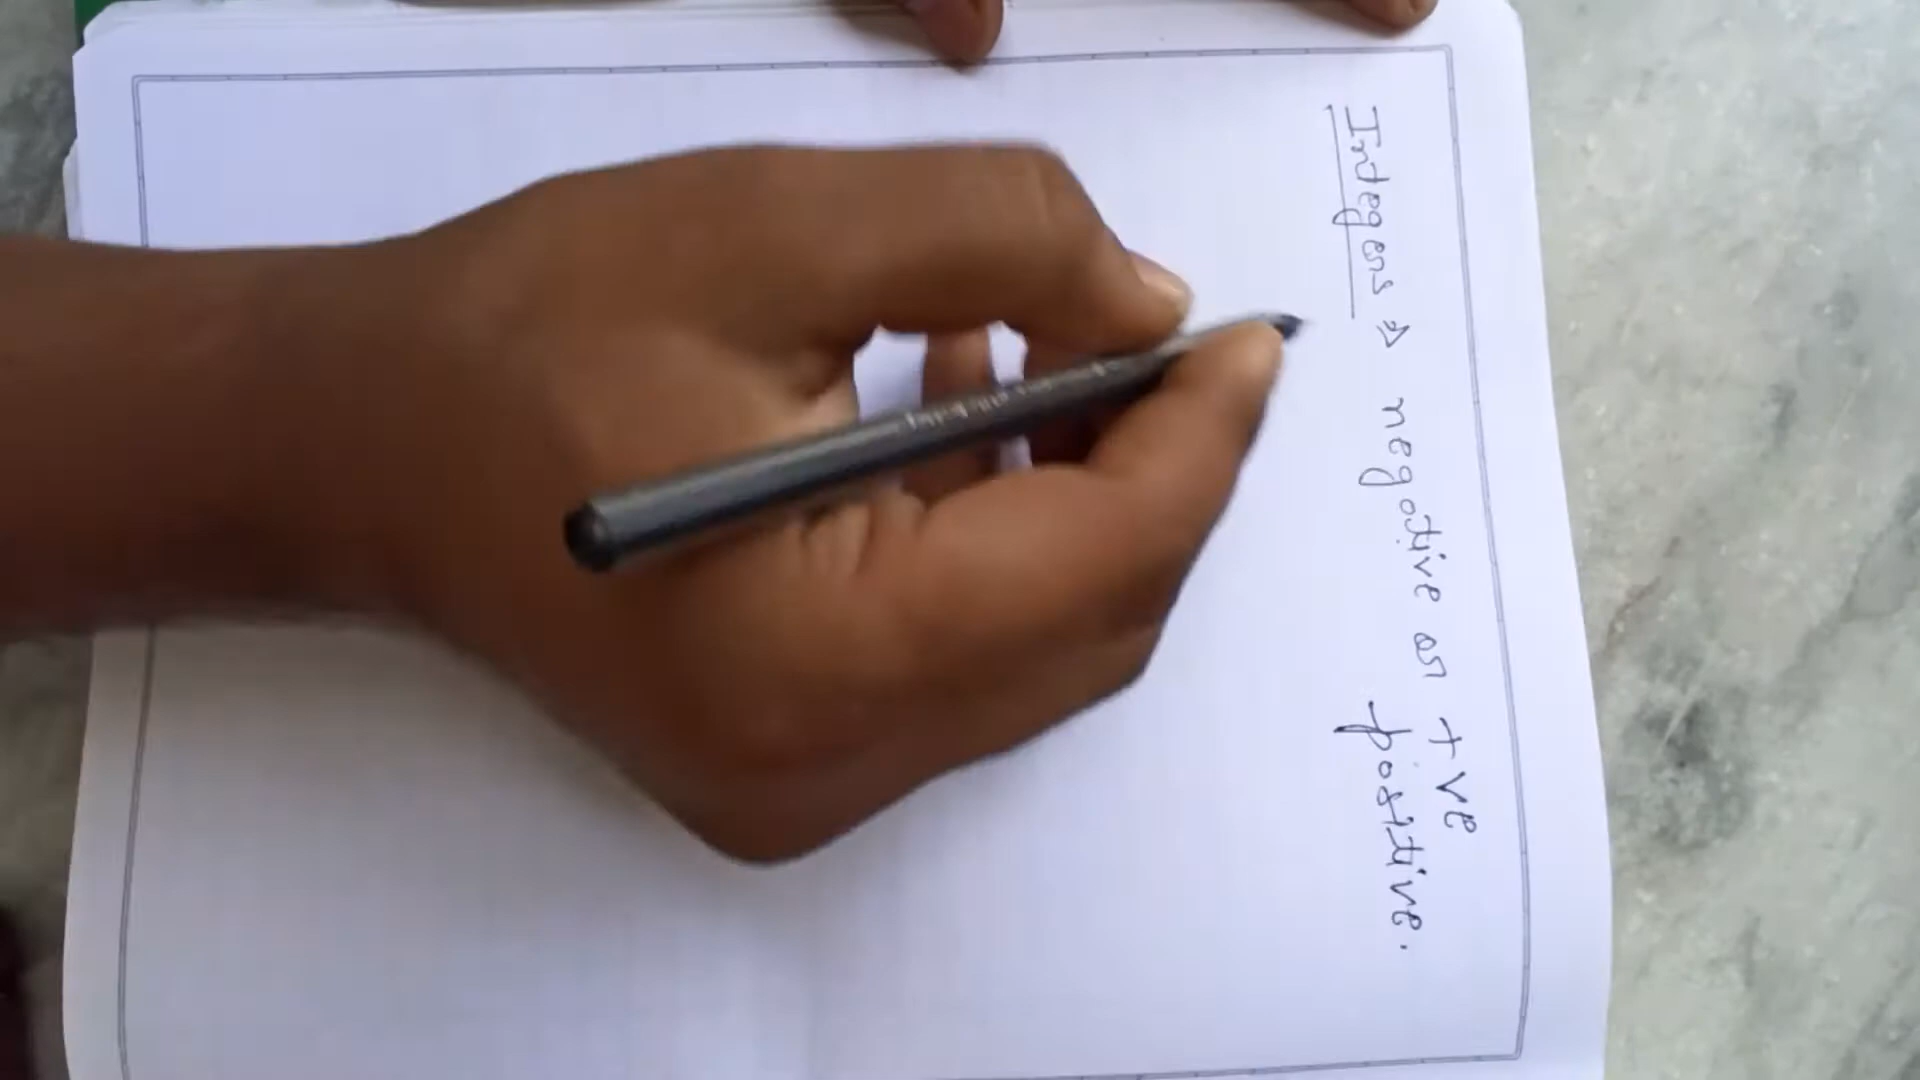 Integers ⇒ negative or +ve
positive.